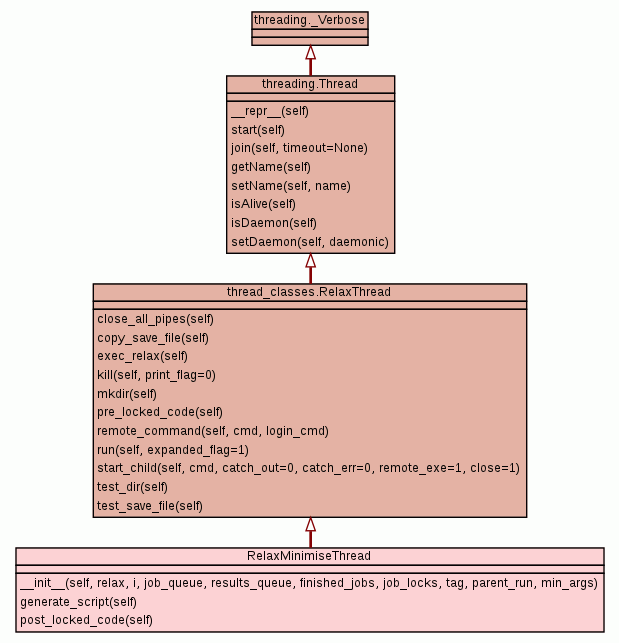 threading._Verbose
threading.Thread
__repr__(self)
start(self)
join(self, timeout=None)
getName(self)
setName(self, name)
isAlive(self)
isDaemon(self)
setDaemon(self, daemonic)
thread_classes.RelaxThread
close_all_pipes(self)
copy_save_file(self)
exec_relax(self)
kill(self, print_flag=0)
mkdir(self)
pre_locked_code(self)
remote_command(self, cmd, login_cmd)
run(self, expanded_flag=1)
start_child(self, cmd, catch_out=0, catch_err=0, remote_exe=1, close=1)
test_dir(self)
test_save_file(self)
RelaxMinimiseThread
__init__(self, relax, i, job_queue, results_queue, finished_jobs, job_locks, tag, parent_run, min_args)
generate_script(self)
post_locked_code(self)